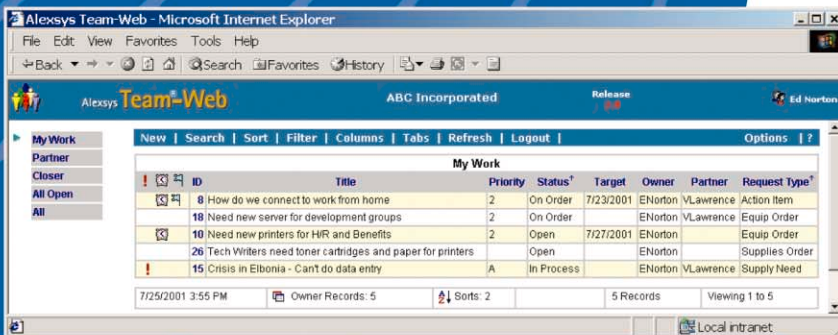 Alexsys Team-Web - Microsoft Internet Explorer
File Edit View Favorites Tools Help
Back Search Favorites History
Alexsys Team-Web ABC Incorporated Release Ed Norton
New | Search | Sort | Filter | Columns | Tabs | Refresh | Logout | Options | ?
My Work
Partner
Closer
All Open
All
My Work
! ID Title Priority Status↑ Target Owner Partner Request Type↑
8 How do we connect to work from home 2 On Order 7/23/2001 ENorton VLawrence Action Item
18 Need new server for development groups 2 On Order ENorton Equip Order
10 Need new printers for H/R and Benefits 2 Open 7/27/2001 ENorton Equip Order
26 Tech Writers need toner cartridges and paper for printers Open ENorton Supplies Order
! 15 Crisis in Elbonia - Can't do data entry A In Process ENorton VLawrence Supply Need
7/25/2001 3:55 PM Owner Records: 5 Sorts: 2 5 Records Viewing 1 to 5
Local intranet